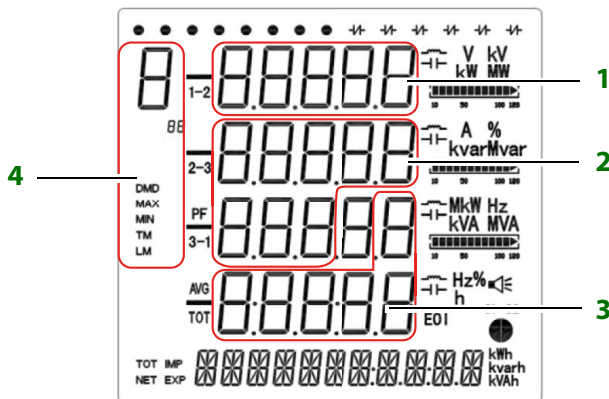 V kV
kW MW
1
1-2
10 50 100 120
88
A %
kvar Mvar
2
2-3
10 50 100 120
4
DMD
MAX
MIN
TM
LM
PF
MkW Hz
kVA MVA
3-1
10 50 100 120
AVG
Hz%
h
3
TOT
EOI
TOT IMP
kWh
kvarh
NET EXP
kVAh